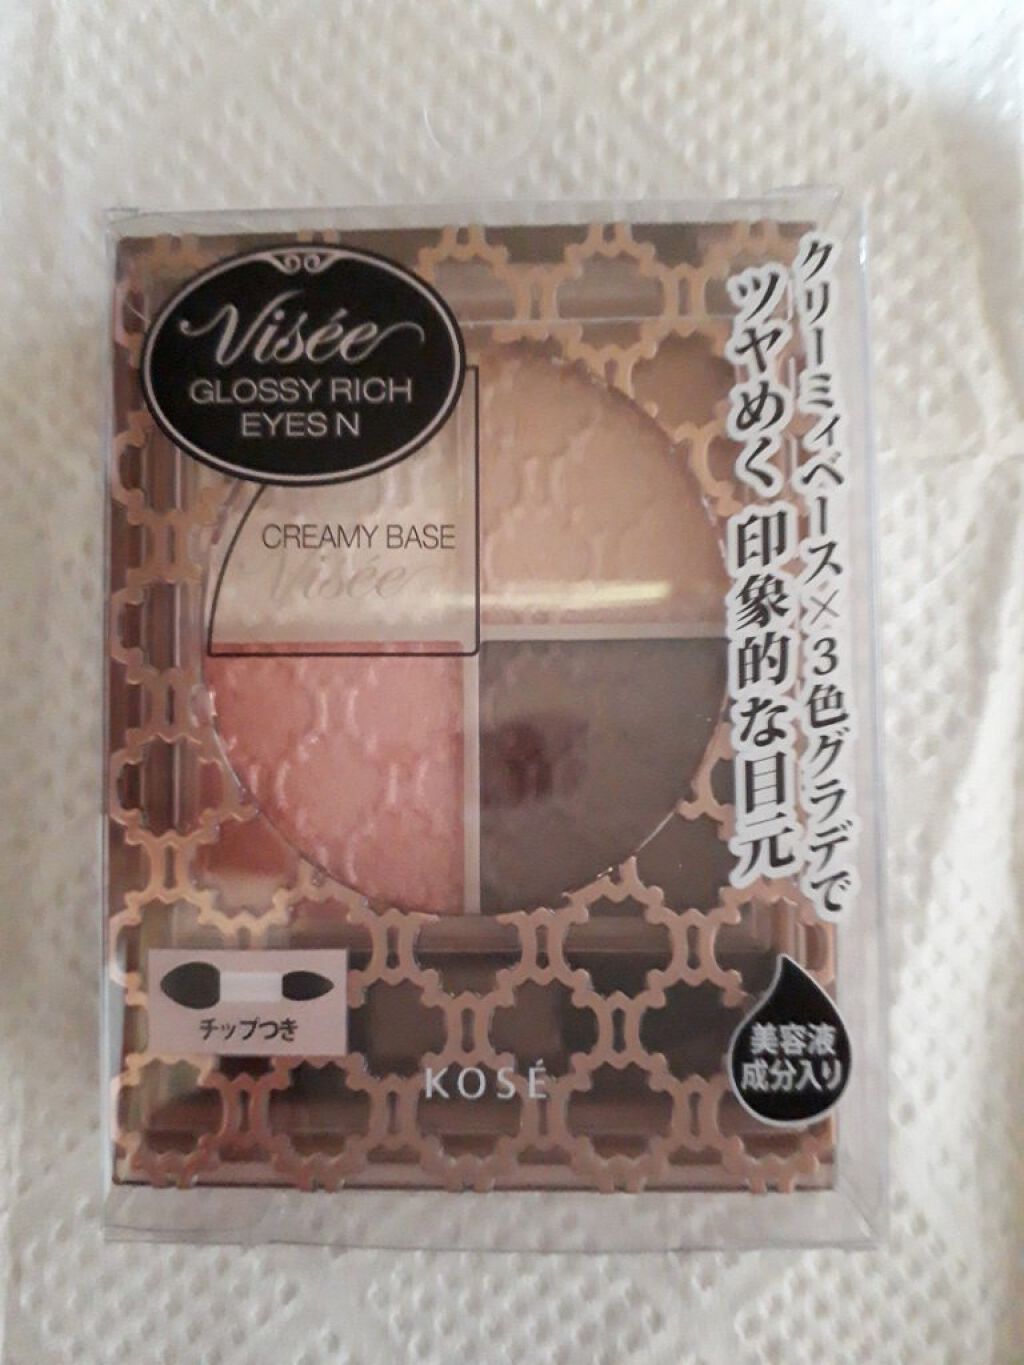 Visée
GLOSSY RICH
EYES N
CREAMY BASE
Visée
クリーミィベース×3色グラデで
ツヤめく印象的な目元
チップつき
KOSÉ
美容液
成分入り